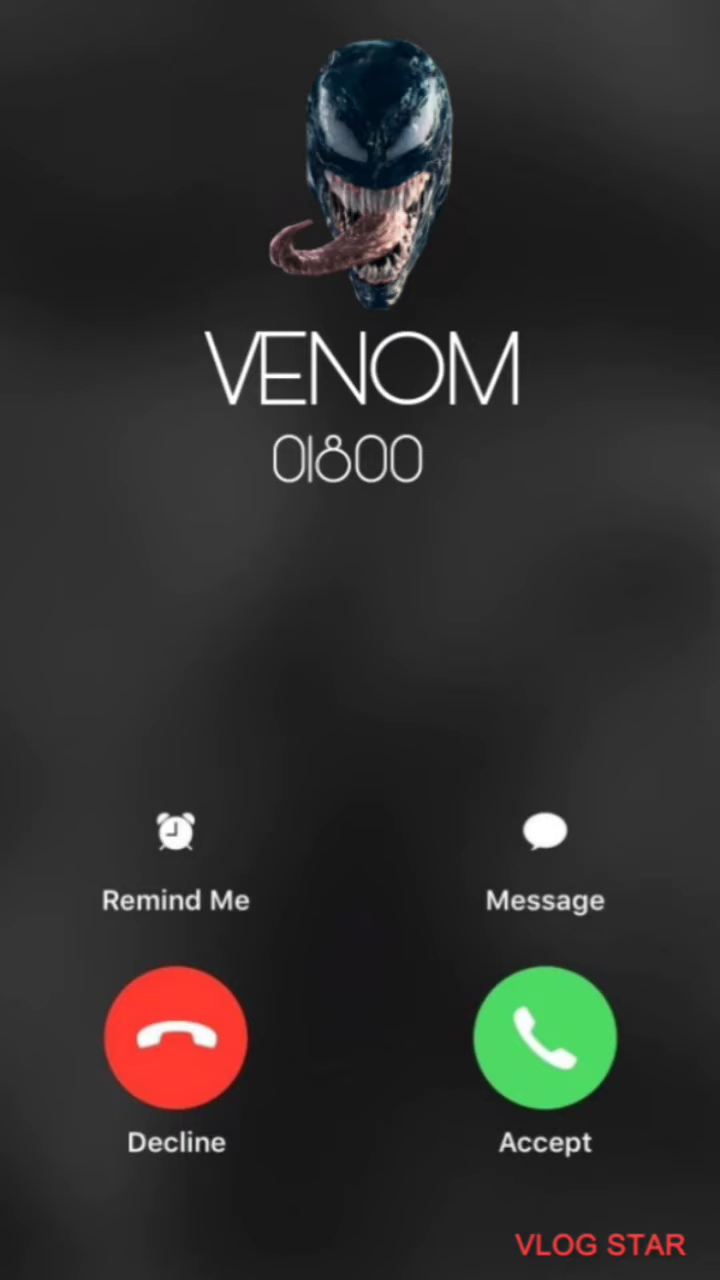 VENOM
01800
Remind Me
Message
Decline
Accept
VLOG STAR